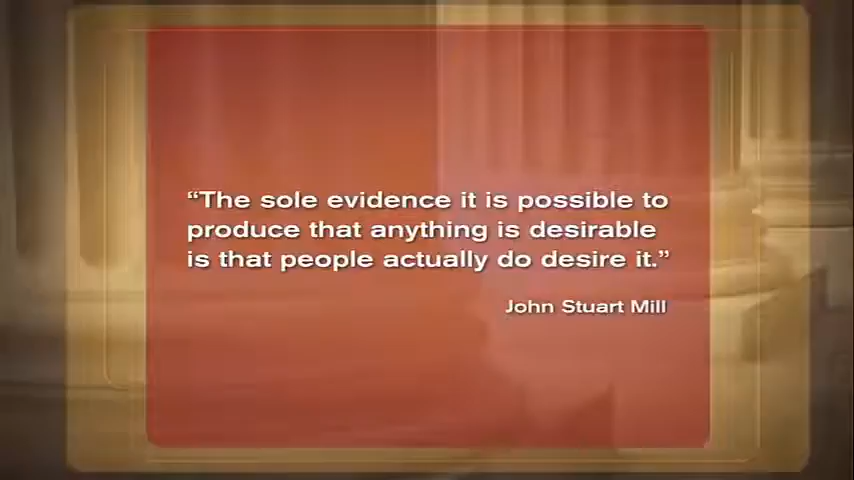 “The sole evidence it is possible to
produce that anything is desirable
is that people actually do desire it.”
John Stuart Mill